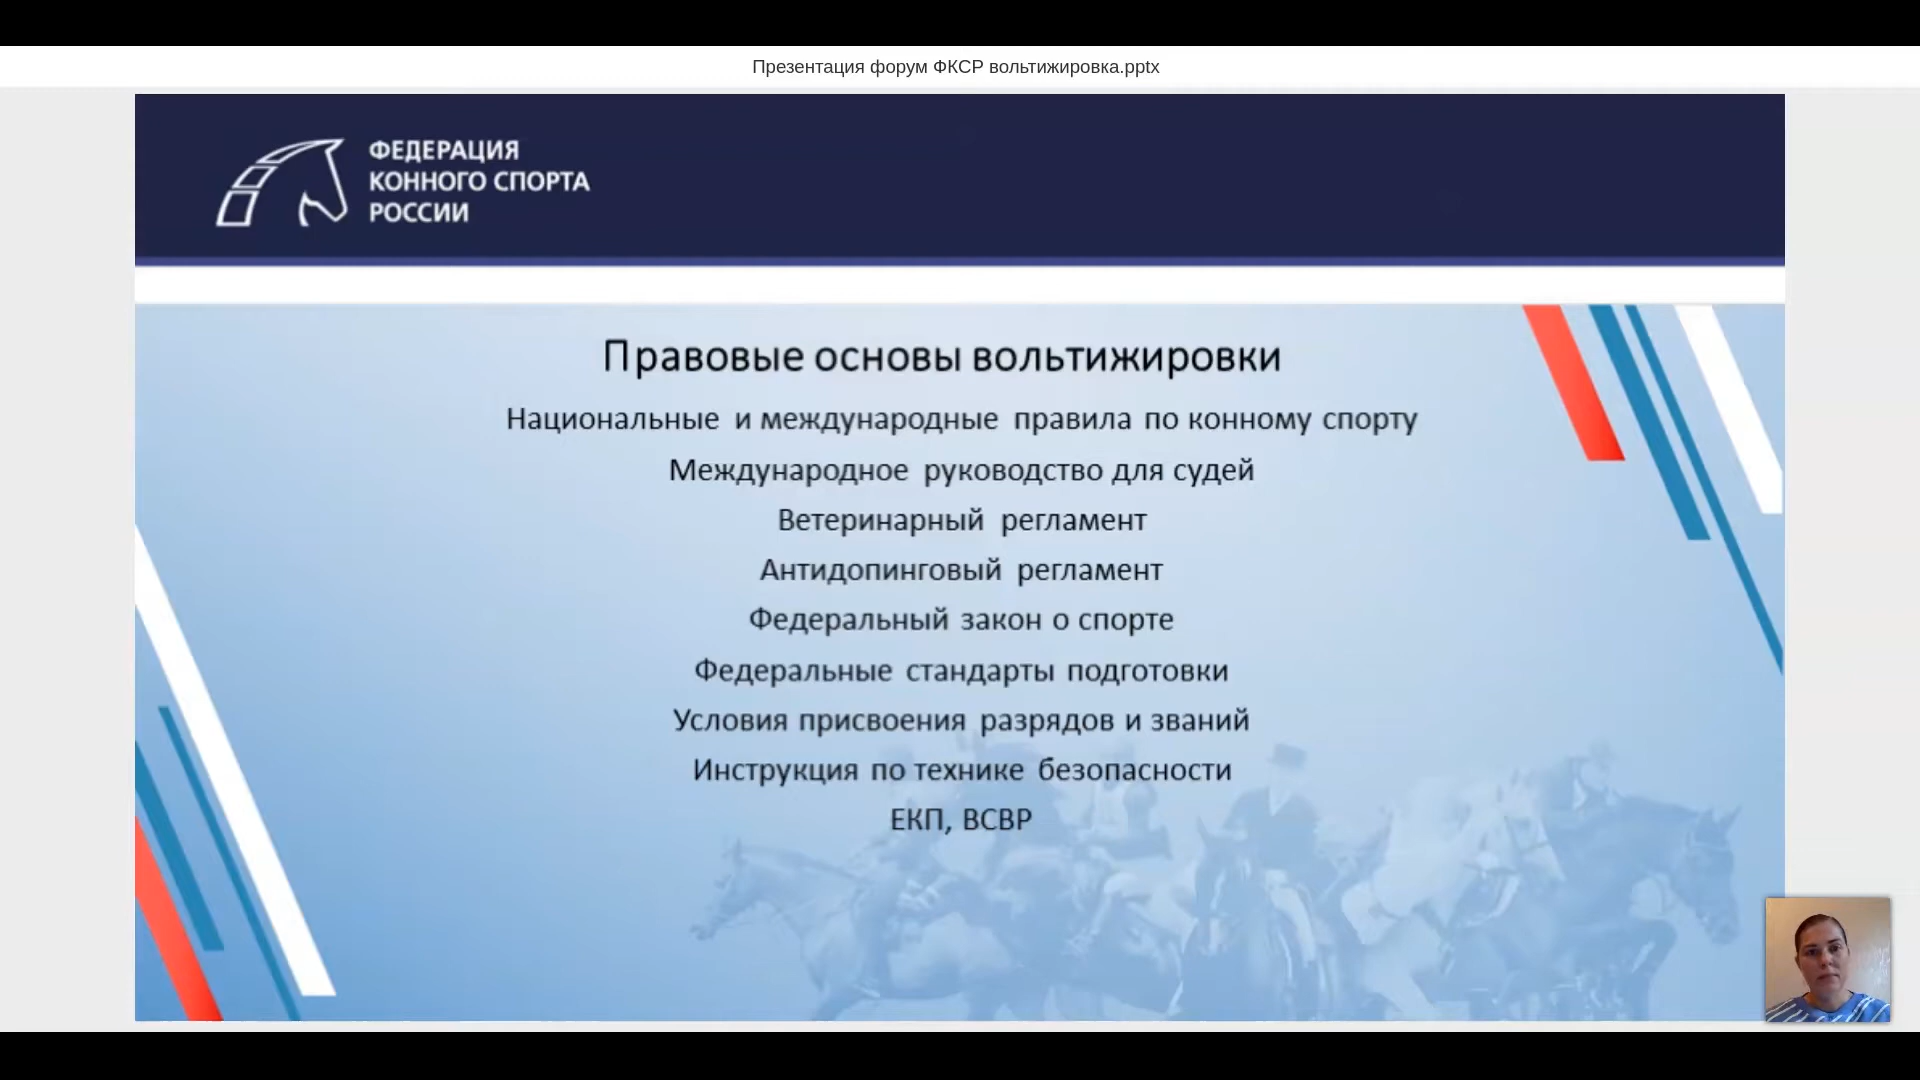 Презентация форум ФКСР вольтижировка.pptx
ФЕДЕРАЦИЯ
КОННОГО СПОРТА
РОССИИ
Правовые основы вольтижировки
Национальные и международные правила по конному спорту
Международное руководство для судей
Ветеринарный регламент
Антидопинговый регламент
Федеральный закон о спорте
Федеральные стандарты подготовки
Условия присвоения разрядов и званий
Инструкция по технике безопасности
ЕКП, ВСВР